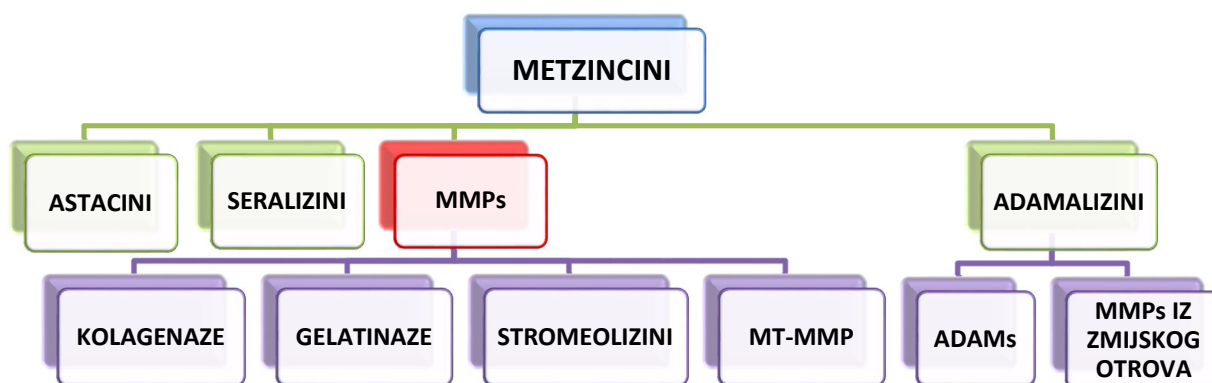 METZINCINI
ASTACINI
SERALIZINI
MMPs
ADAMALIZINI
KOLAGENAZE
GELATINAZE
STROMEOLIZINI
MT-MMP
ADAMs
MMPs IZ
ZMIJSKOG
OTROVA